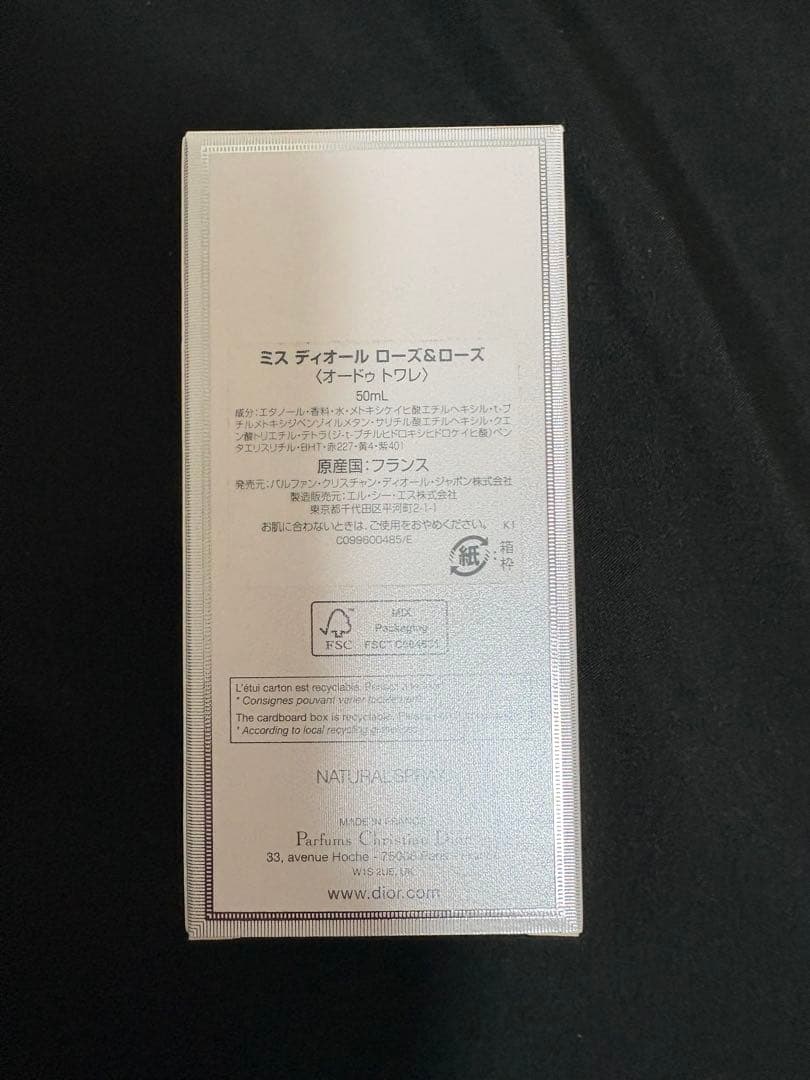 ミス ディオール ローズ&ローズ
〈オードゥ トワレ〉
50mL
成分:エタノール・香料・水・メトキシケイヒ酸エチルヘキシル・t-ブ
チルメトキシジベンゾイルメタン・サリチル酸エチルヘキシル・クエ
ン酸トリエチル・テトラ(ジ-t-ブチルヒドロキシヒドロケイヒ酸)ペン
タエリスリチル・BHT・赤227・黄4・紫401
原産国:フランス
発売元:パルファン・クリスチャン・ディオール・ジャポン株式会社
製造販売元:エル・シー・エス株式会社
東京都千代田区平河町2-1-1
お肌に合わないときは、ご使用をおやめください。 K1
C099600485/E
紙:箱
枠
FSC
MIX
Packaging
L'étui carton est recyclable.
* Consignes pouvant varier localement.
The cardboard box is recyclable.
* According to local recycling guidelines.
NATURAL SPRAY
MADE IN FRANCE
Parfums Christian Dior
33, avenue Hoche - 75008 Paris - France
W1S 2UE, UK
www.dior.com